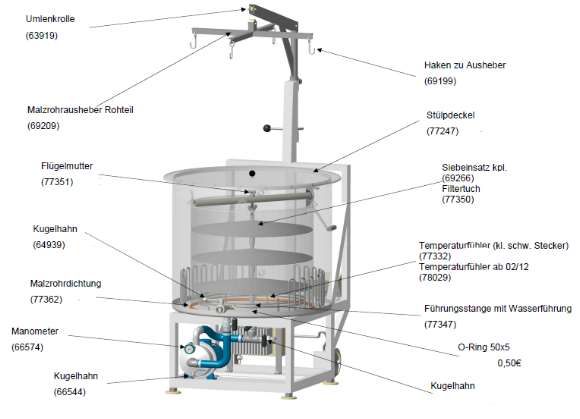 Umlenkrolle
(63919)
Haken zu Ausheber
(69199)
Malzrohrausheber Rohteil
(69209)
Stülpdeckel
(77247)
Flügelmutter
(77351)
Siebeinsatz kpl.
(69266)
Filtertuch
(77350)
Kugelhahn
(64939)
Temperaturfühler (kl. schw. Stecker)
(77332)
Temperaturfühler ab 02/12
(78029)
Malzrohrdichtung
(77362)
Führungsstange mit Wasserführung
(77347)
Manometer
(66574)
O-Ring 50x5
0,50€
Kugelhahn
(66544)
Kugelhahn